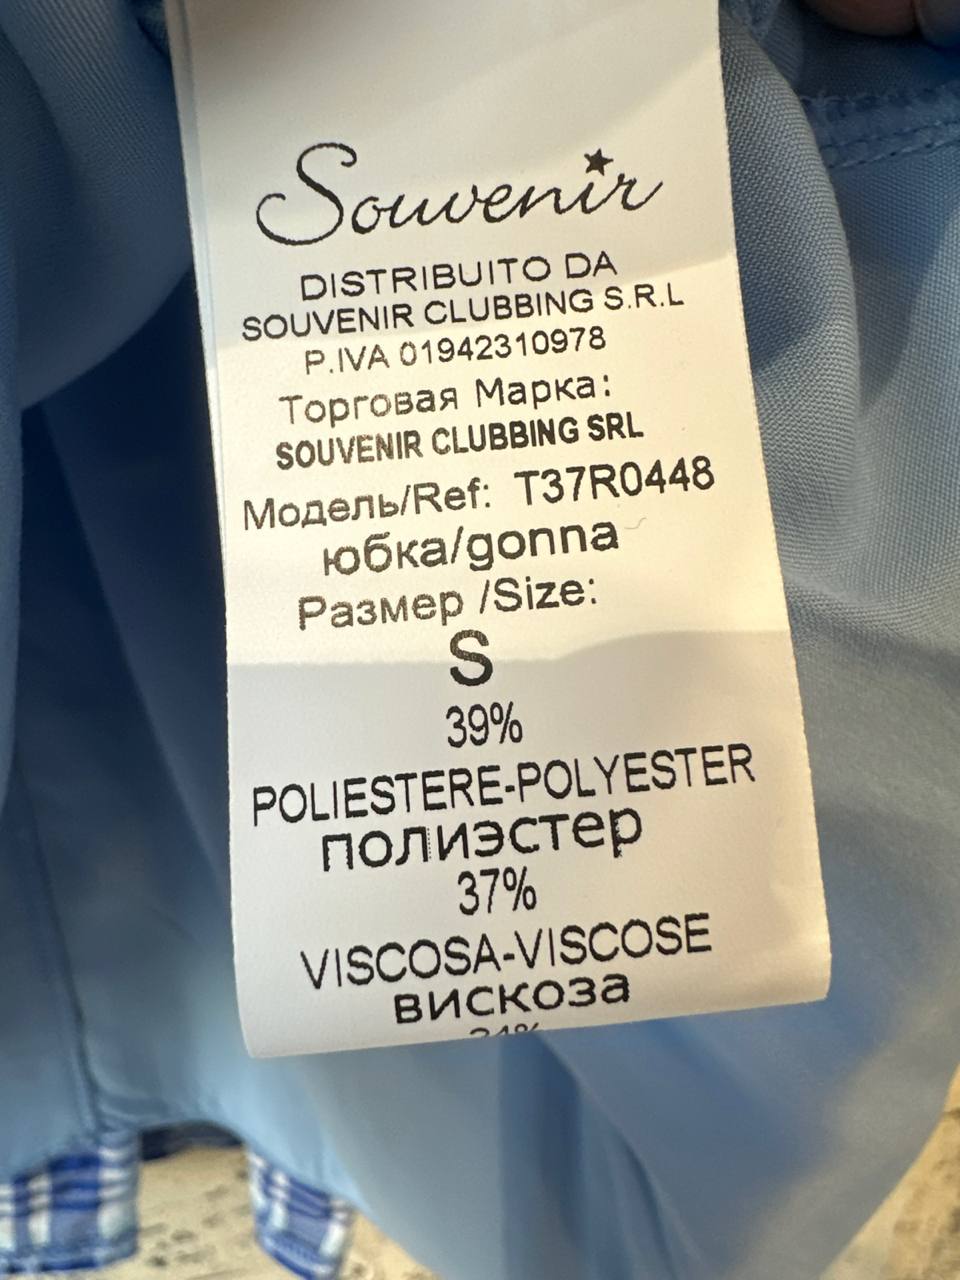 Souvenir
DISTRIBUITO DA
SOUVENIR CLUBBING S.R.L
P.IVA 01942310978
Торговая Марка:
SOUVENIR CLUBBING SRL
Модель/Ref: T37R0448
юбка/gonna
Размер /Size:
S
39%
POLIESTERE-POLYESTER
полиэстер
37%
VISCOSA-VISCOSE
вискоза